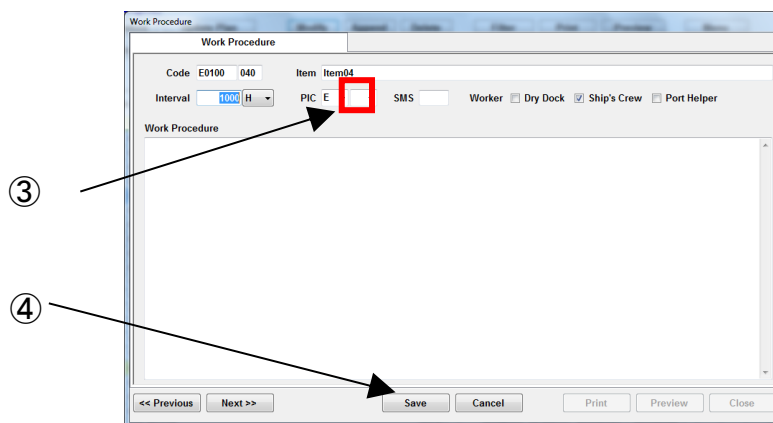 Work Procedure
Work Procedure
Code E0100 040 Item Item04
Interval 1000 H PIC E SMS Worker Dry Dock Ship's Crew Port Helper
Work Procedure
③
④
<< Previous Next >> Save Cancel Print Preview Close